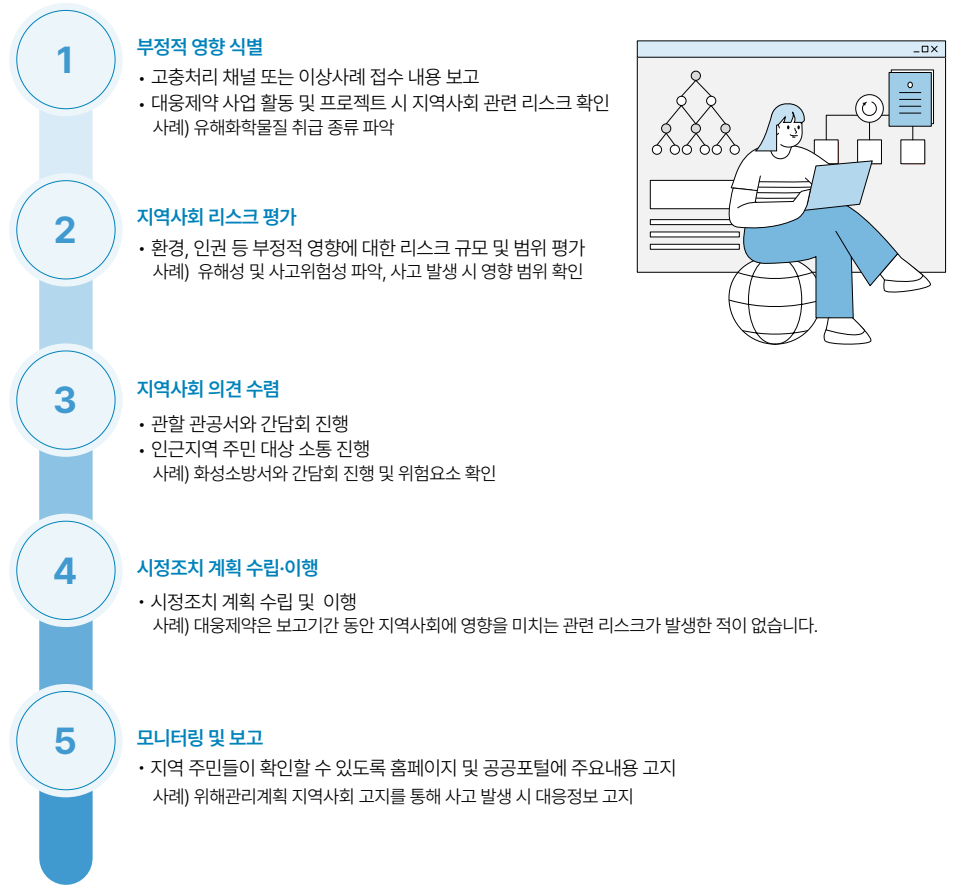 1
부정적 영향 식별
• 고충처리 채널 또는 이상사례 접수 내용 보고
• 대웅제약 사업 활동 및 프로젝트 시 지역사회 관련 리스크 확인
사례) 유해화학물질 취급 종류 파악
2
지역사회 리스크 평가
• 환경, 인권 등 부정적 영향에 대한 리스크 규모 및 범위 평가
사례) 유해성 및 사고위험성 파악, 사고 발생 시 영향 범위 확인
3
지역사회 의견 수렴
• 관할 관공서와 간담회 진행
• 인근지역 주민 대상 소통 진행
사례) 화성소방서와 간담회 진행 및 위험요소 확인
4
시정조치 계획 수립·이행
• 시정조치 계획 수립 및 이행
사례) 대웅제약은 보고기간 동안 지역사회에 영향을 미치는 관련 리스크가 발생한 적이 없습니다.
5
모니터링 및 보고
• 지역 주민들이 확인할 수 있도록 홈페이지 및 공공포털에 주요내용 고지
사례) 위해관리계획 지역사회 고지를 통해 사고 발생 시 대응정보 고지